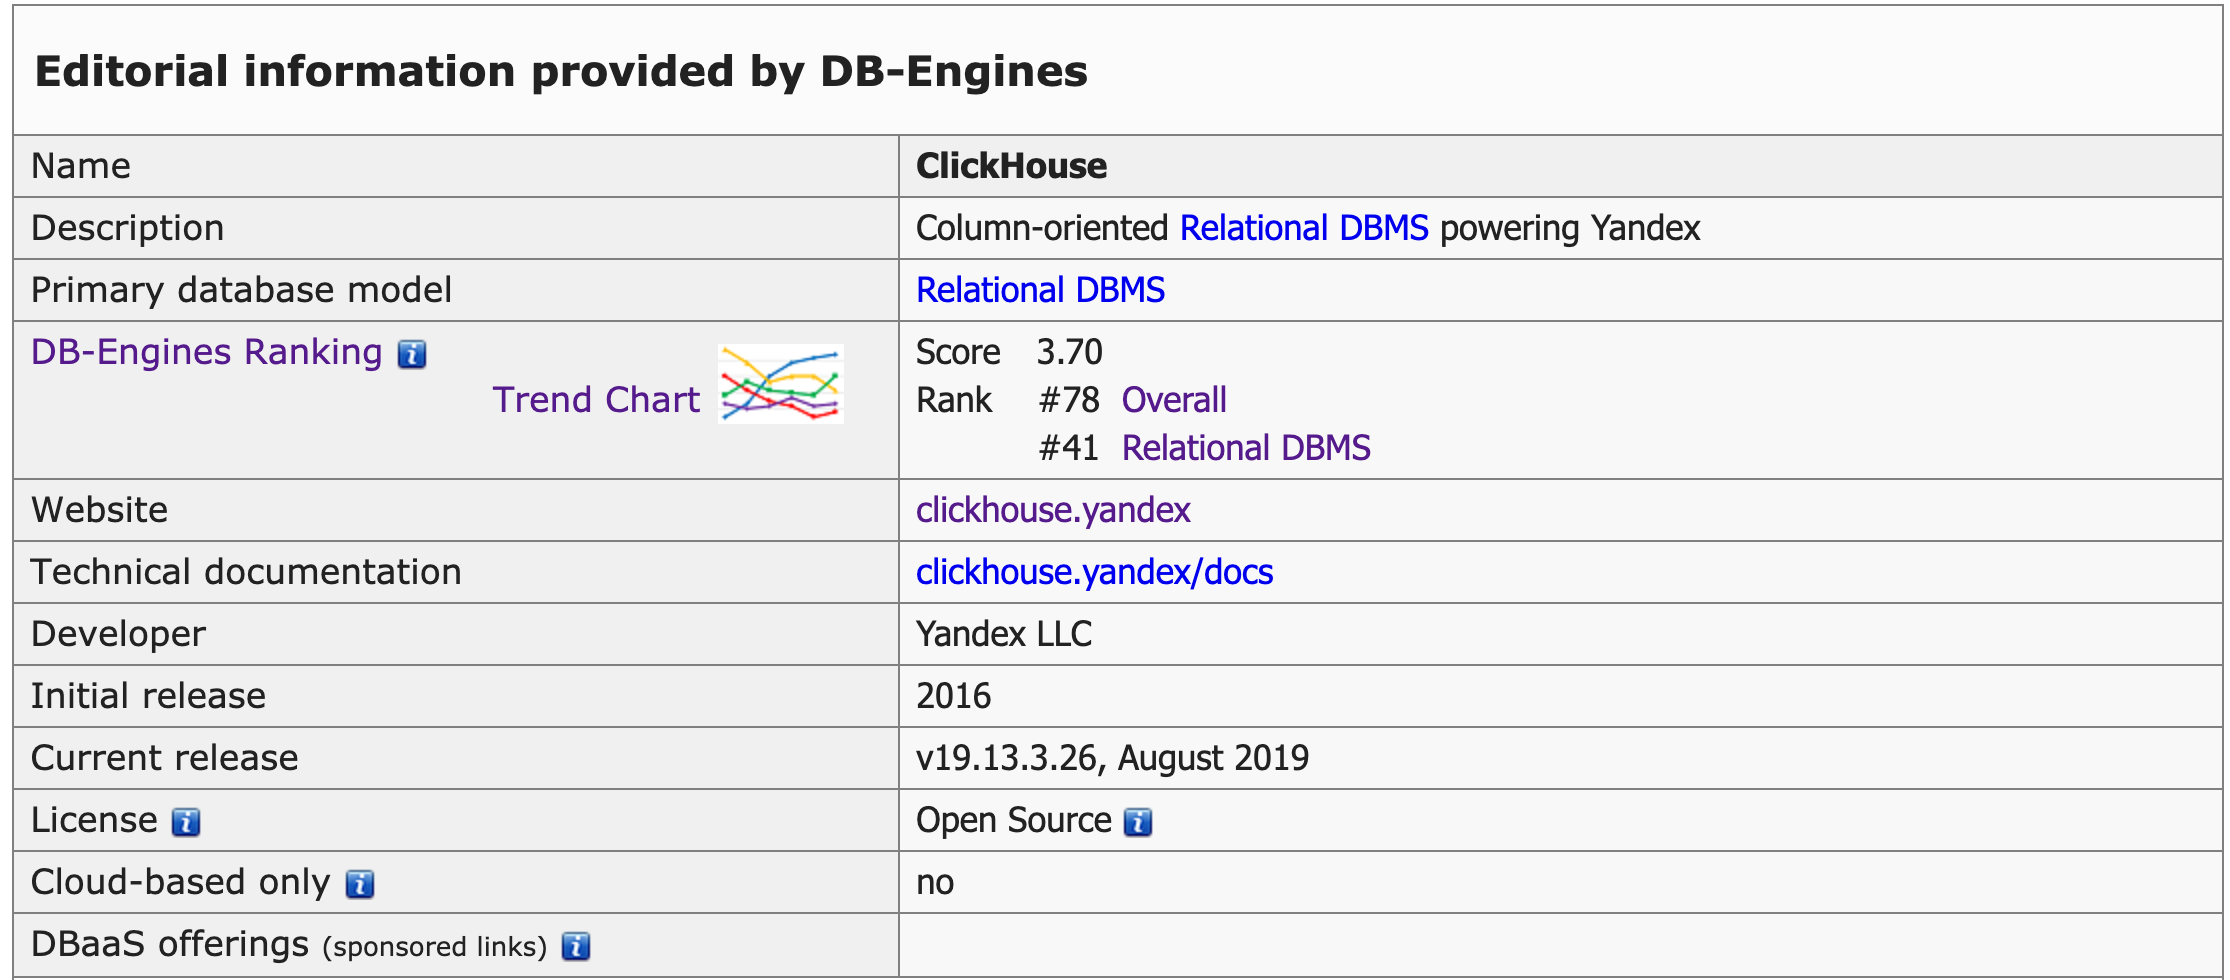 Editorial information provided by DB-Engines
Name ClickHouse
Description Column-oriented Relational DBMS powering Yandex
Primary database model Relational DBMS
DB-Engines Ranking Score 3.70
Trend Chart Rank #78 Overall
#41 Relational DBMS
Website clickhouse.yandex
Technical documentation clickhouse.yandex/docs
Developer Yandex LLC
Initial release 2016
Current release v19.13.3.26, August 2019
License Open Source
Cloud-based only no
DBaaS offerings (sponsored links)